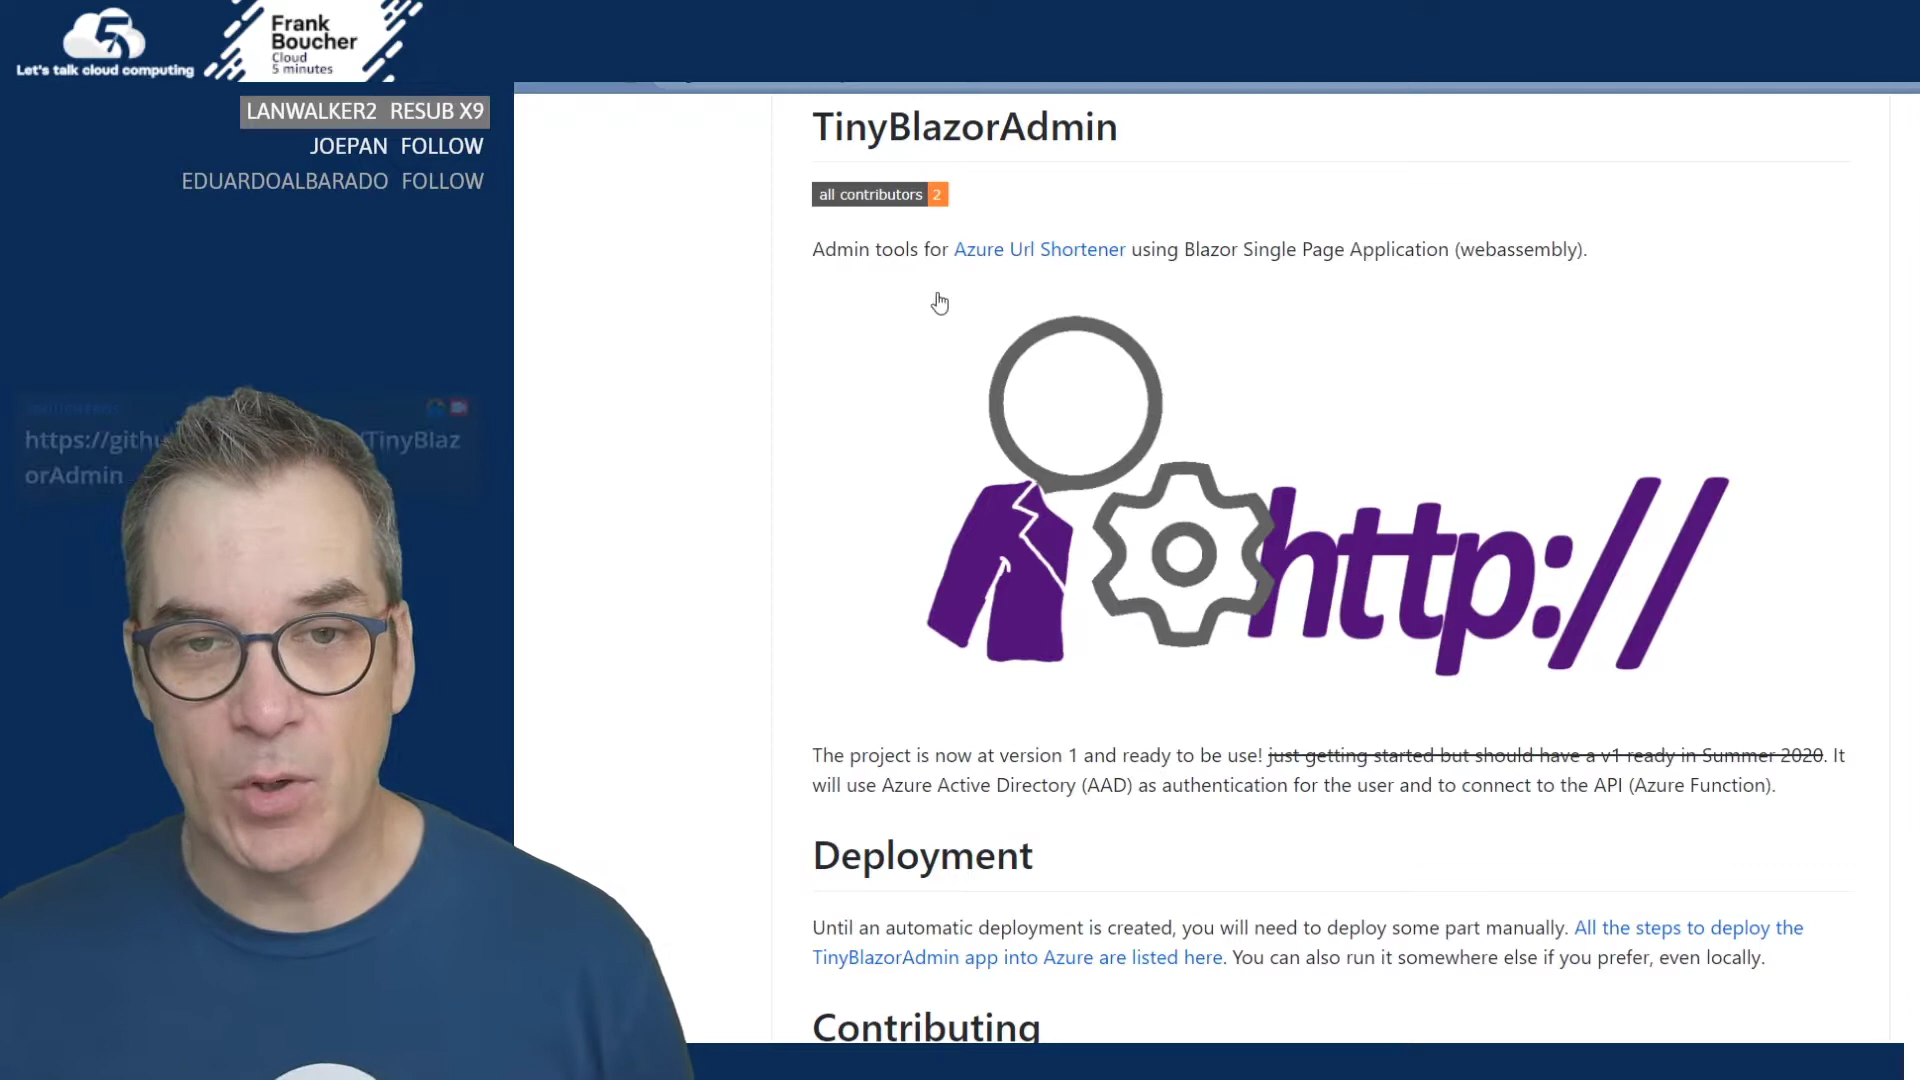 5
Let's talk cloud computing
Frank
Boucher
Cloud
5 minutes
LANWALKER2 RESUB X9
JOEPAN FOLLOW
EDUARDOALBARADO FOLLOW
https://githu TinyBlaz
orAdmin
TinyBlazorAdmin
all contributors 2
Admin tools for Azure Url Shortener using Blazor Single Page Application (webassembly).
http://
The project is now at version 1 and ready to be use! just getting started but should have a v1 ready in Summer 2020. It
will use Azure Active Directory (AAD) as authentication for the user and to connect to the API (Azure Function).
Deployment
Until an automatic deployment is created, you will need to deploy some part manually. All the steps to deploy the
TinyBlazorAdmin app into Azure are listed here. You can also run it somewhere else if you prefer, even locally.
Contributing